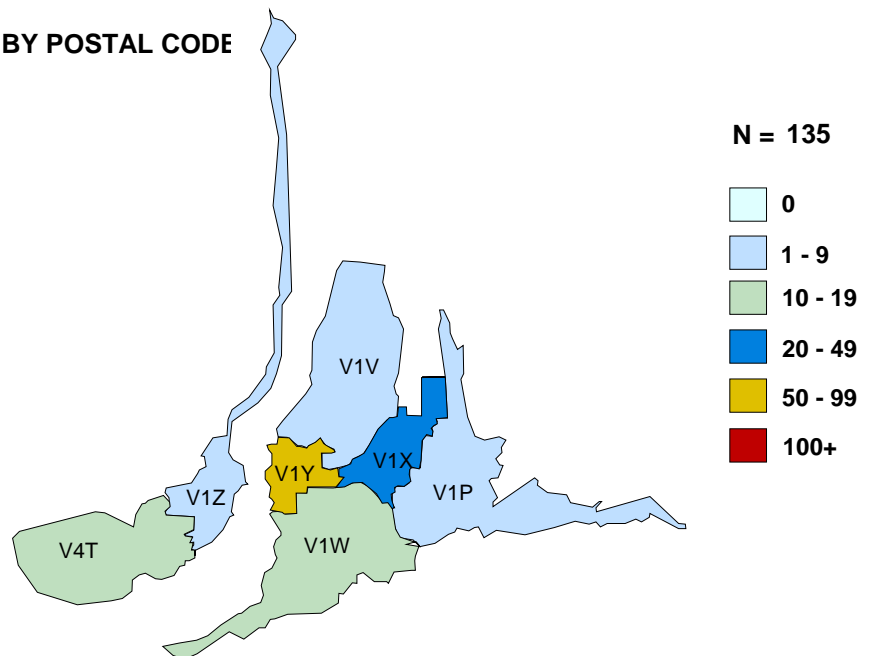 BY POSTAL CODE
N = 135
0
1 - 9
10 - 19
20 - 49
50 - 99
100+
V1V
V1X
V1Y
V1Z
V1P
V1W
V4T